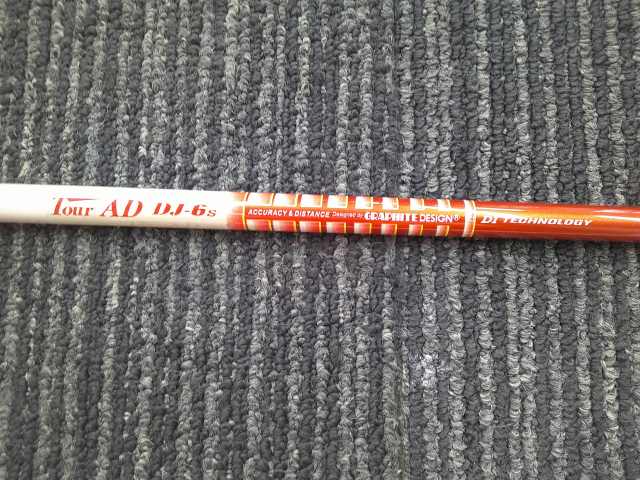 Tour AD DJ-6s ACCURACY & DISTANCE Designed by GRAPHITE DESIGN® DI TECHNOLOGY